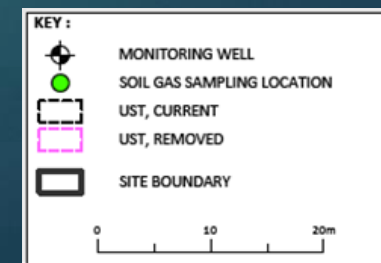 KEY :
MONITORING WELL
SOIL GAS SAMPLING LOCATION
UST, CURRENT
UST, REMOVED
SITE BOUNDARY
0 10 20m